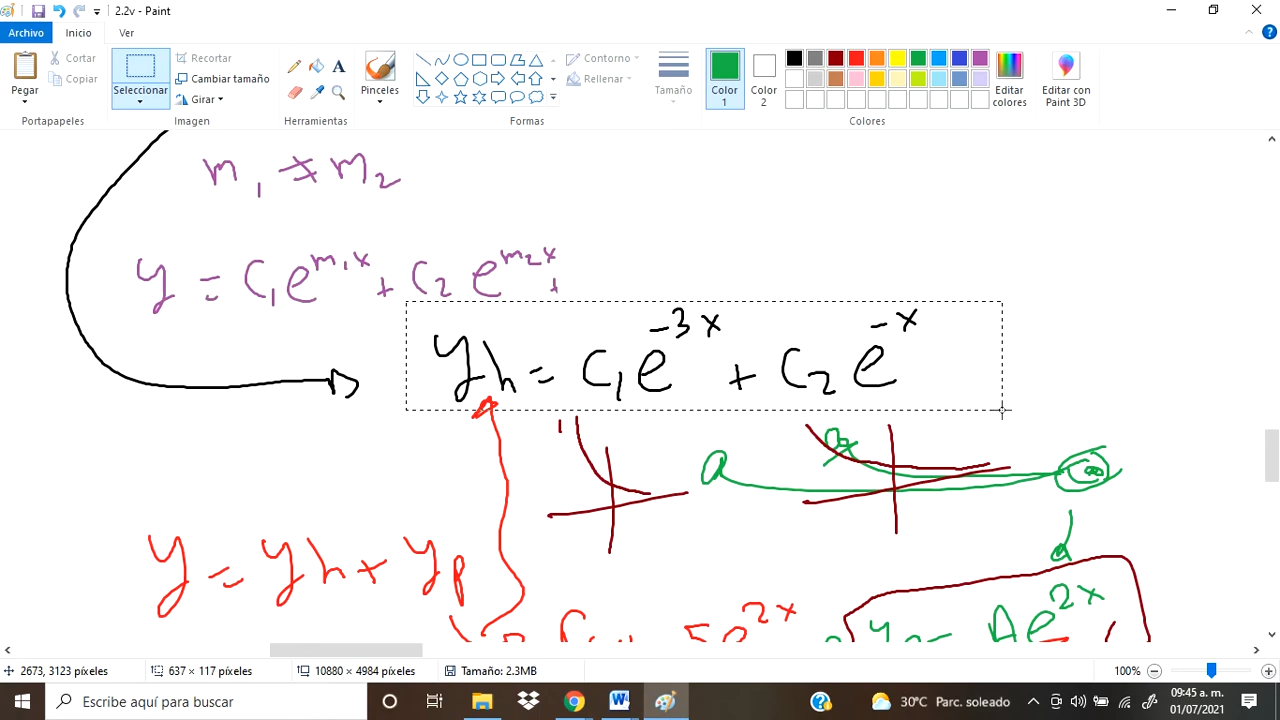 2.2v - Paint
Archivo Inicio Ver
Pegar
Cortar
Copiar
Portapapeles
Seleccionar
Recortar
Cambiar tamaño
Girar
Imagen
A
Herramientas
Pinceles
Contorno
Rellenar
Formas
Tamaño
Color 1
Color 2
Editar colores
Editar con Paint 3D
Colores
m₁ ≠ m₂
y = C₁e^{m₁x} + C₂e^{m₂x} +
yh = C₁e^{-3x} + C₂e^{-x}
y = yh + yp
Ae^{2x}
2673, 3123 píxeles 637 × 117 píxeles 10880 × 4984 píxeles Tamaño: 2.3MB 100%
Escribe aquí para buscar 30°C Parc. soleado 09:45 a. m.
01/07/2021